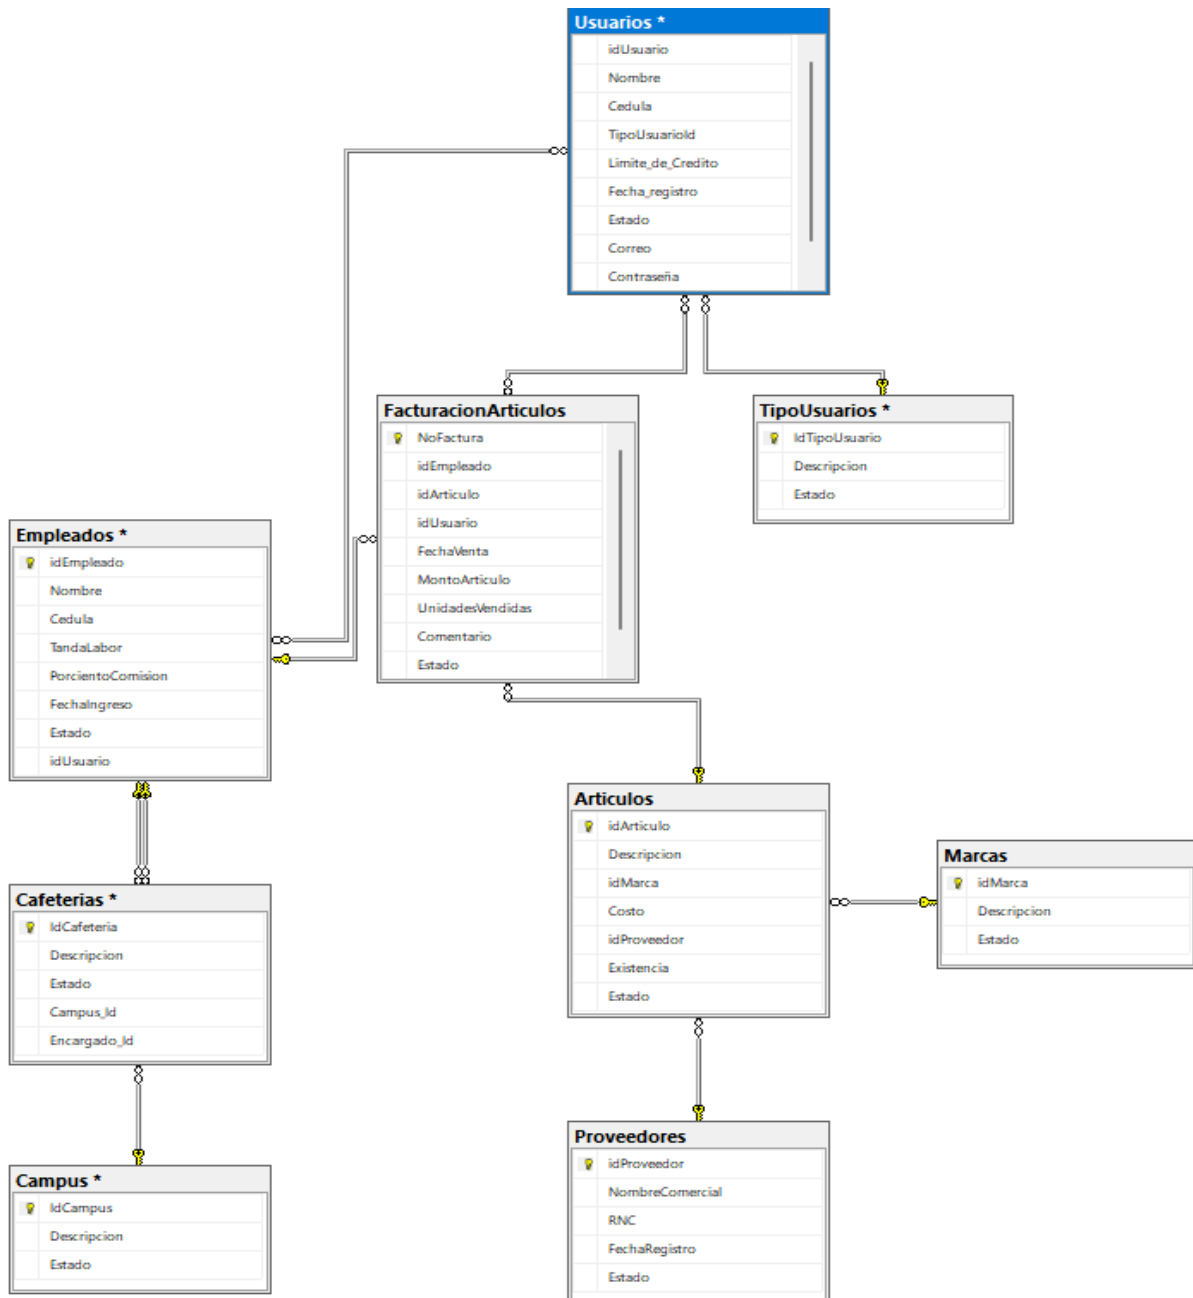 Usuarios *
idUsuario
Nombre
Cedula
TipoUsuarioId
Limite_de_Credito
Fecha_registro
Estado
Correo
Contraseña
FacturacionArticulos
NoFactura
idEmpleado
idArticulo
idUsuario
FechaVenta
MontoArticulo
UnidadesVendidas
Comentario
Estado
TipoUsuarios *
IdTipoUsuario
Descripcion
Estado
Empleados *
idEmpleado
Nombre
Cedula
TandaLabor
PorcientoComision
FechaIngreso
Estado
idUsuario
Articulos
idArticulo
Descripcion
idMarca
Costo
idProveedor
Existencia
Estado
Marcas
idMarca
Descripcion
Estado
Cafeterias *
IdCafeteria
Descripcion
Estado
Campus_Id
Encargado_Id
Proveedores
idProveedor
NombreComercial
RNC
FechaRegistro
Estado
Campus *
IdCampus
Descripcion
Estado